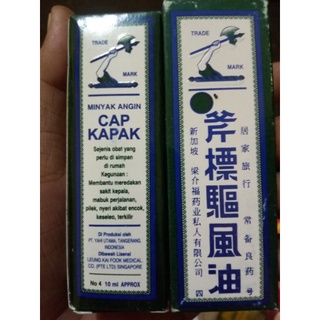 TRADE
MARK
MINYAK ANGIN
CAP
KAPAK
Sejenis obat yang
perlu di simpan
di rumah
Kegunaan :
Membantu meredakan
sakit kepala,
mabuk perjalanan,
pilek, nyeri akibat encok,
keseleo, terkilir
Di Produksi oleh
PT. YAHI UTAMA, TANGERANG,
INDONESIA
Dibawah Lisensi
LEUNG KAI FOOK MEDICAL
CO. (PTE LTD) SINGAPORE
No 4 10 ml APPROX
TRADE
MARK
居家旅行 常备良药
斧標驅風油
新加坡 梁介福药业私人有限公司
四号